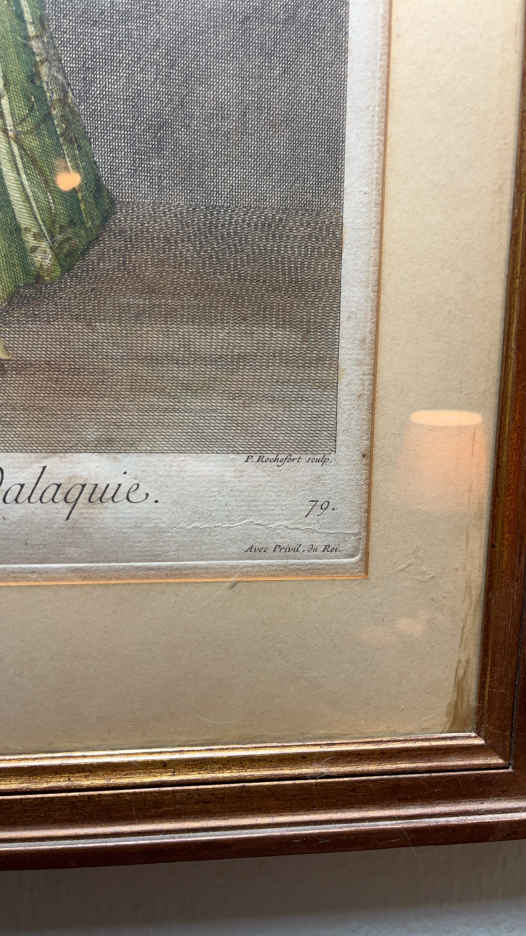 P. Rochefort sculp.
Valaquie.
79.
Avec Privil. du Roi.